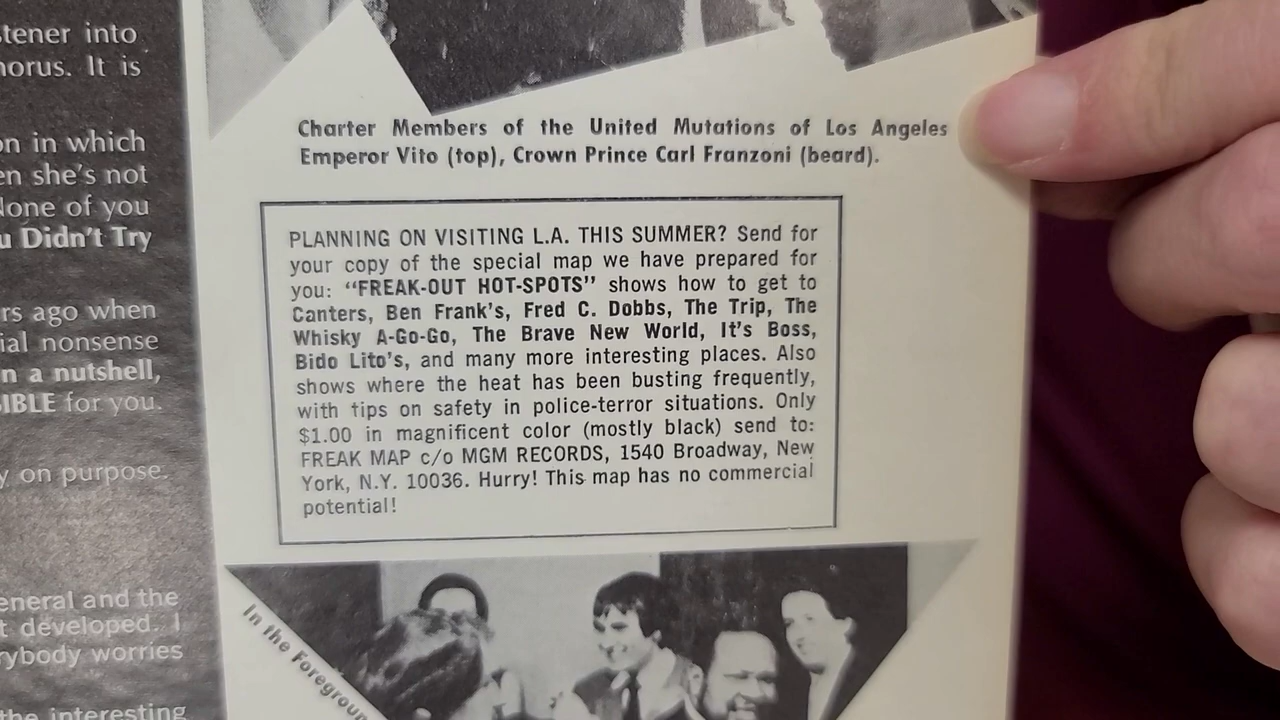 stener into
horus. It is
on in which
en she's not
None of you
u Didn't Try
rs ago when
ial nonsense
n a nutshell,
SIBLE for you.
y on purpose.
eneral and the
t developed. I
rybody worries
the interesting
Charter Members of the United Mutations of Los Angeles
Emperor Vito (top), Crown Prince Carl Franzoni (beard).
PLANNING ON VISITING L.A. THIS SUMMER? Send for
your copy of the special map we have prepared for
you: “FREAK-OUT HOT-SPOTS” shows how to get to
Canters, Ben Frank's, Fred C. Dobbs, The Trip, The
Whisky A-Go-Go, The Brave New World, It's Boss,
Bido Lito's, and many more interesting places. Also
shows where the heat has been busting frequently,
with tips on safety in police-terror situations. Only
$1.00 in magnificent color (mostly black) send to:
FREAK MAP c/o MGM RECORDS, 1540 Broadway, New
York, N.Y. 10036. Hurry! This map has no commercial
potential!
In the Foregroun